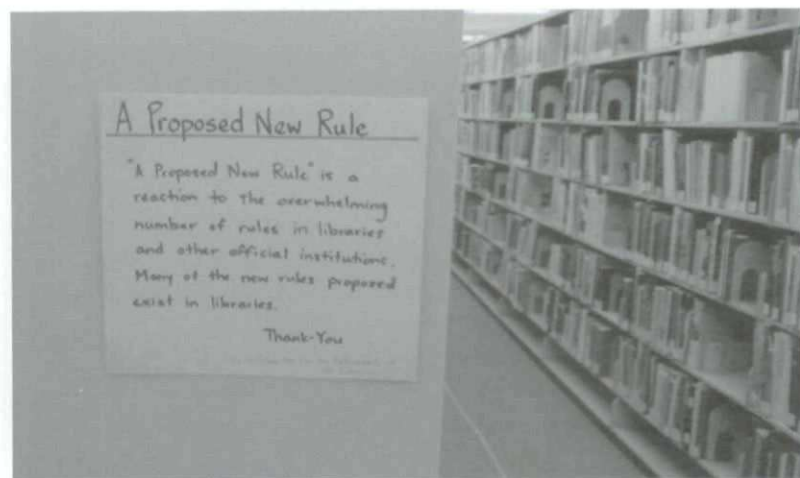 A Proposed New Rule
"A Proposed New Rule" is a
reaction to the overwhelming
number of rules in libraries
and other official institutions.
Many of the new rules proposed
exist in libraries.
Thank-You